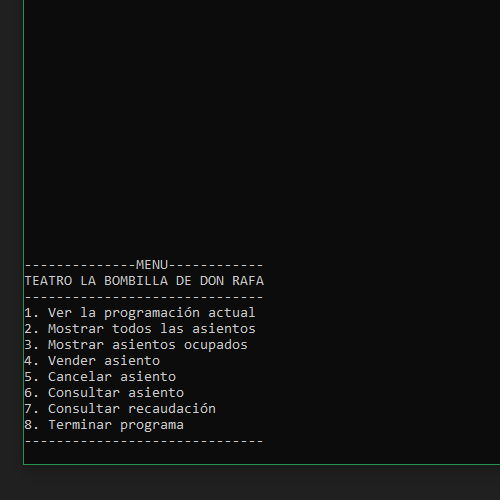 --------------MENU------------
TEATRO LA BOMBILLA DE DON RAFA
------------------------------
1. Ver la programación actual
2. Mostrar todos las asientos
3. Mostrar asientos ocupados
4. Vender asiento
5. Cancelar asiento
6. Consultar asiento
7. Consultar recaudación
8. Terminar programa
------------------------------